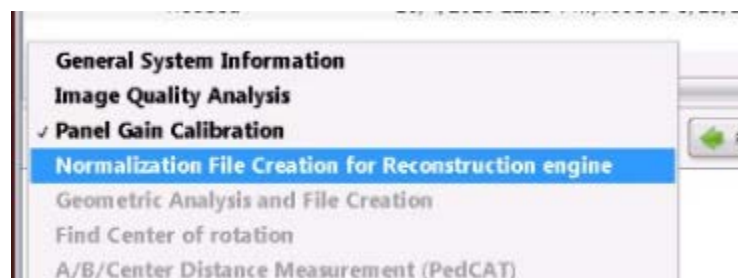 General System Information
Image Quality Analysis
✓ Panel Gain Calibration
Normalization File Creation for Reconstruction engine
Geometric Analysis and File Creation
Find Center of rotation
A/B/Center Distance Measurement (PedCAT)